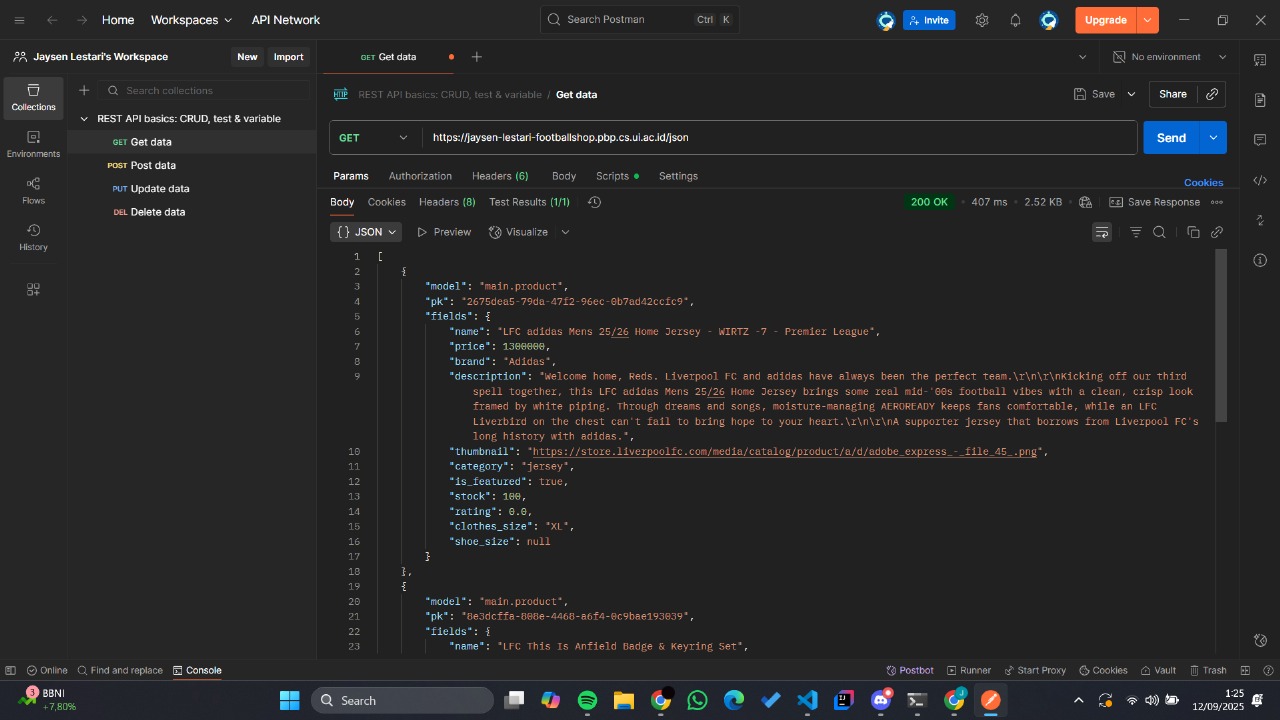 Home Workspaces API Network Search Postman Ctrl K Invite Upgrade
Jaysen Lestari's Workspace New Import GET Get data No environment
Collections
Environments
Flows
History
Search collections
REST API basics: CRUD, test & variable
GET Get data
POST Post data
PUT Update data
DEL Delete data
HTTP REST API basics: CRUD, test & variable / Get data Save Share
GET https://jaysen-lestari-footballshop.pbp.cs.ui.ac.id/json Send
Params Authorization Headers (6) Body Scripts Settings Cookies
Body Cookies Headers (8) Test Results (1/1) 200 OK 407 ms 2.52 KB Save Response
{} JSON Preview Visualize
1 [
2 {
3 "model": "main.product",
4 "pk": "2675dea5-79da-47f2-96ec-0b7ad42ccfc9",
5 "fields": {
6 "name": "LFC adidas Mens 25/26 Home Jersey - WIRTZ -7 - Premier League",
7 "price": 1300000,
8 "brand": "Adidas",
9 "description": "Welcome home, Reds. Liverpool FC and adidas have always been the perfect team.\r\n\r\nKicking off our third
spell together, this LFC adidas Mens 25/26 Home Jersey brings some real mid-'00s football vibes with a clean, crisp look
framed by white piping. Through dreams and songs, moisture-managing AEROREADY keeps fans comfortable, while an LFC
Liverbird on the chest can't fail to bring hope to your heart.\r\n\r\nA supporter jersey that borrows from Liverpool FC's
long history with adidas.",
10 "thumbnail": "https://store.liverpoolfc.com/media/catalog/product/a/d/adobe_express_-_file_45_.png",
11 "category": "jersey",
12 "is_featured": true,
13 "stock": 100,
14 "rating": 0.0,
15 "clothes_size": "XL",
16 "shoe_size": null
17 }
18 },
19 {
20 "model": "main.product",
21 "pk": "8e3dcffa-808e-4468-a6f4-0c9bae193039",
22 "fields": {
23 "name": "LFC This Is Anfield Badge & Keyring Set",
Online Find and replace Console Postbot Runner Start Proxy Cookies Vault Trash
3 BBNI
+7,80%
Search
1:25
12/09/2025